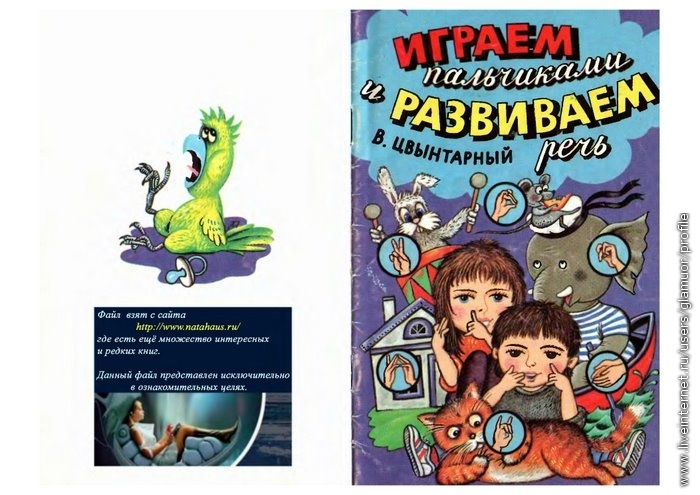 Файл взят с сайта
http://www.natahaus.ru/
где есть ещё множество интересных
и редких книг.
Данный файл представлен исключительно
в ознакомительных целях.
ИГРАЕМ
пальчиками
и РАЗВИВАЕМ
речь
В. ЦВЫНТАРНЫЙ
www.liveinternet.ru/users/glamuor/profile